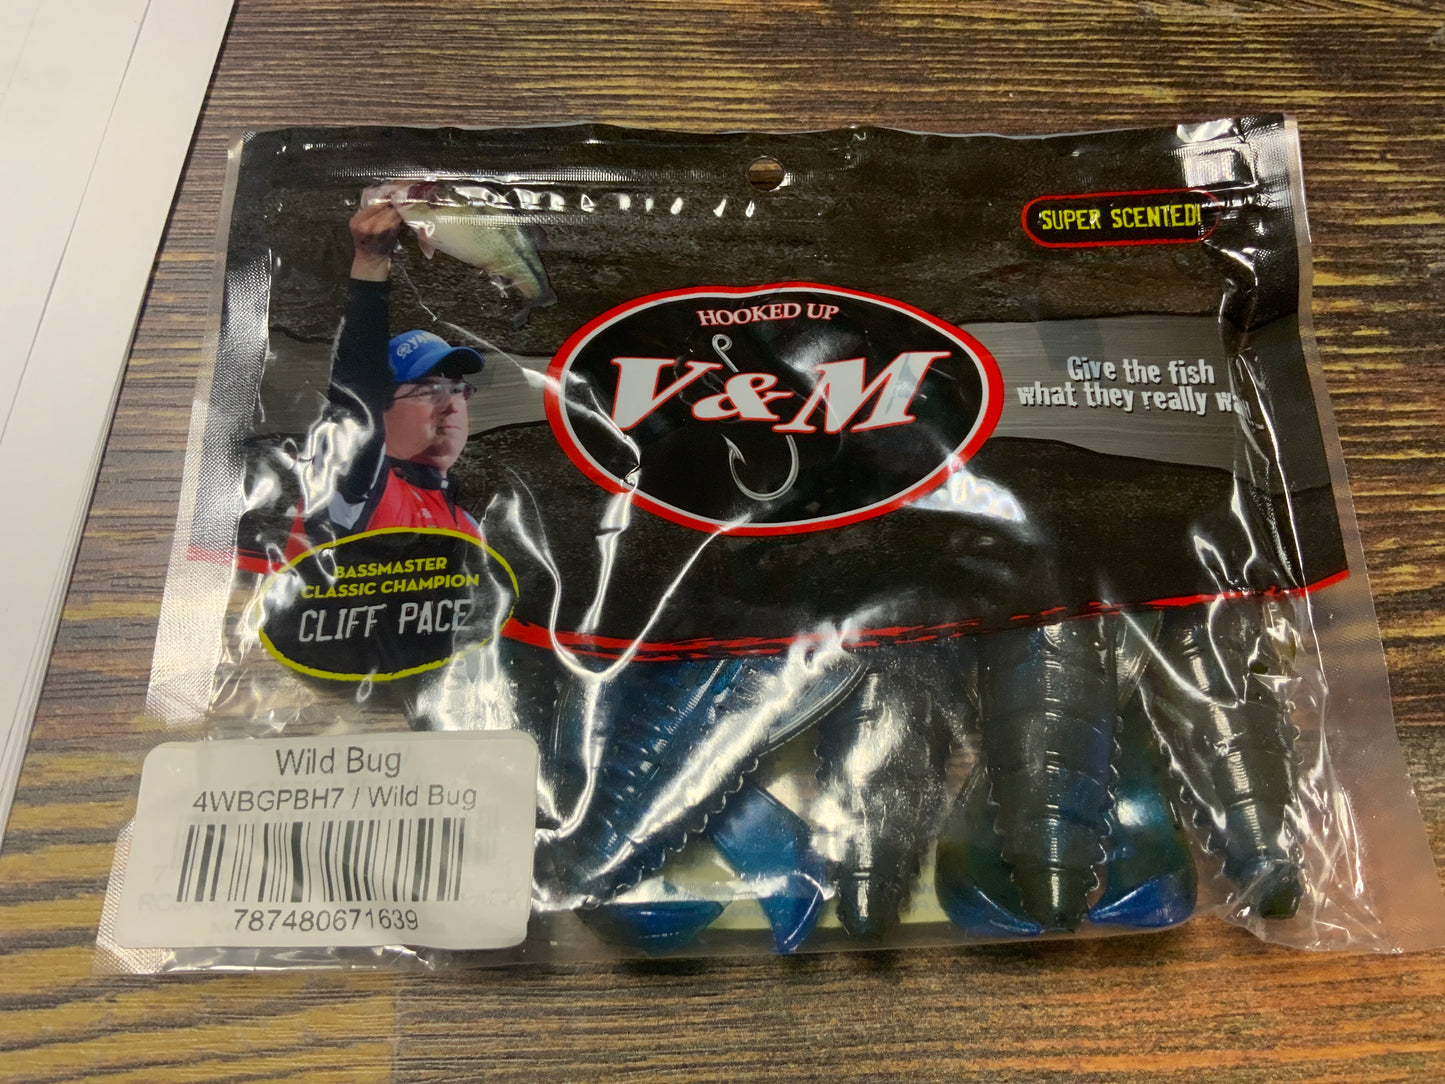 SUPER SCENTED!
HOOKED UP
V&M
Give the fish
what they really
BASSMASTER
CLASSIC CHAMPION
CLIFF PACE
Wild Bug
4WBGPBH7 / Wild Bug
787480671639